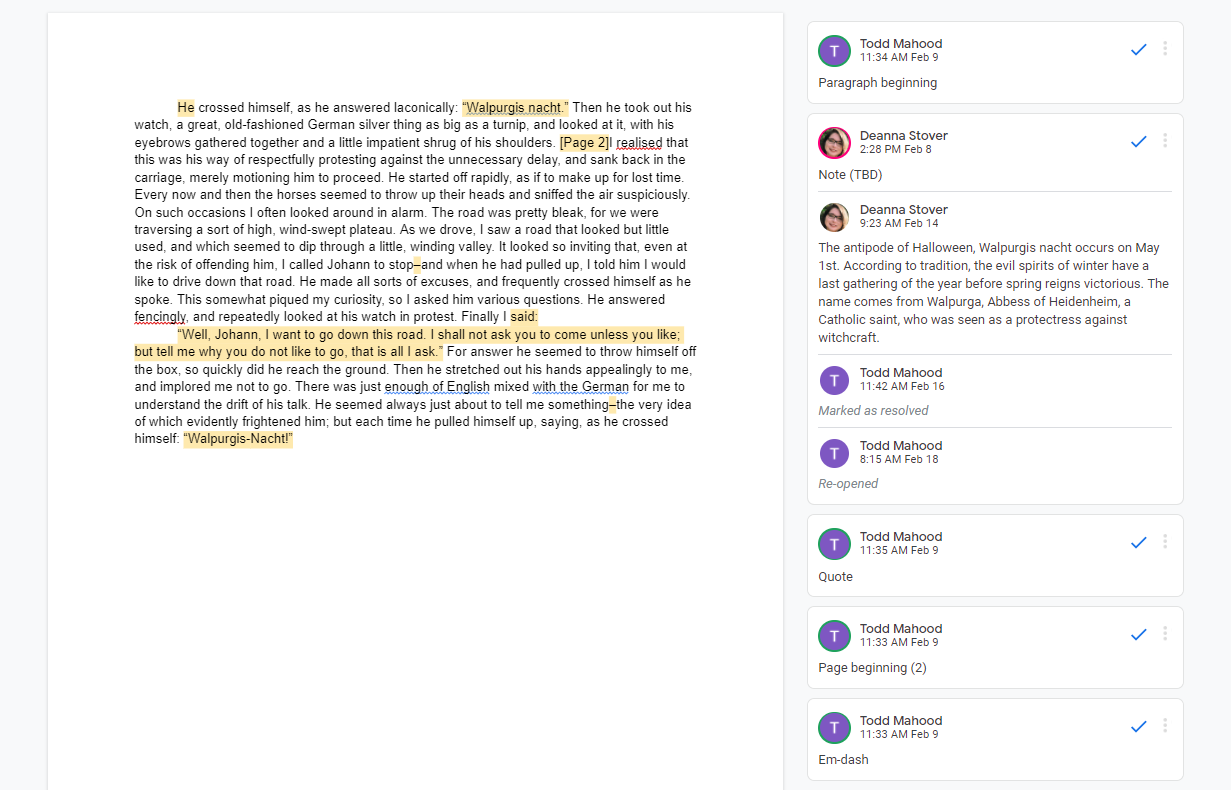 He crossed himself, as he answered laconically: “Walpurgis nacht.” Then he took out his
watch, a great, old-fashioned German silver thing as big as a turnip, and looked at it, with his
eyebrows gathered together and a little impatient shrug of his shoulders. [Page 2]I realised that
this was his way of respectfully protesting against the unnecessary delay, and sank back in the
carriage, merely motioning him to proceed. He started off rapidly, as if to make up for lost time.
Every now and then the horses seemed to throw up their heads and sniffed the air suspiciously.
On such occasions I often looked around in alarm. The road was pretty bleak, for we were
traversing a sort of high, wind-swept plateau. As we drove, I saw a road that looked but little
used, and which seemed to dip through a little, winding valley. It looked so inviting that, even at
the risk of offending him, I called Johann to stop–and when he had pulled up, I told him I would
like to drive down that road. He made all sorts of excuses, and frequently crossed himself as he
spoke. This somewhat piqued my curiosity, so I asked him various questions. He answered
fencingly, and repeatedly looked at his watch in protest. Finally I said:
“Well, Johann, I want to go down this road. I shall not ask you to come unless you like;
but tell me why you do not like to go, that is all I ask.” For answer he seemed to throw himself off
the box, so quickly did he reach the ground. Then he stretched out his hands appealingly to me,
and implored me not to go. There was just enough of English mixed with the German for me to
understand the drift of his talk. He seemed always just about to tell me something–the very idea
of which evidently frightened him; but each time he pulled himself up, saying, as he crossed
himself: “Walpurgis-Nacht!”
T
Todd Mahood
11:34 AM Feb 9
Paragraph beginning
Deanna Stover
2:28 PM Feb 8
Note (TBD)
Deanna Stover
9:23 AM Feb 14
The antipode of Halloween, Walpurgis nacht occurs on May
1st. According to tradition, the evil spirits of winter have a
last gathering of the year before spring reigns victorious. The
name comes from Walpurga, Abbess of Heidenheim, a
Catholic saint, who was seen as a protectress against
witchcraft.
T
Todd Mahood
11:42 AM Feb 16
Marked as resolved
T
Todd Mahood
8:15 AM Feb 18
Re-opened
T
Todd Mahood
11:35 AM Feb 9
Quote
T
Todd Mahood
11:33 AM Feb 9
Page beginning (2)
T
Todd Mahood
11:33 AM Feb 9
Em-dash